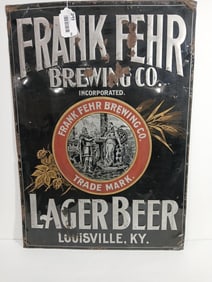 FRANK FEHR
BREWING CO.
INCORPORATED.
FRANK FEHR BREWING CO.
TRADE MARK.
LAGER BEER
LOUISVILLE, KY.